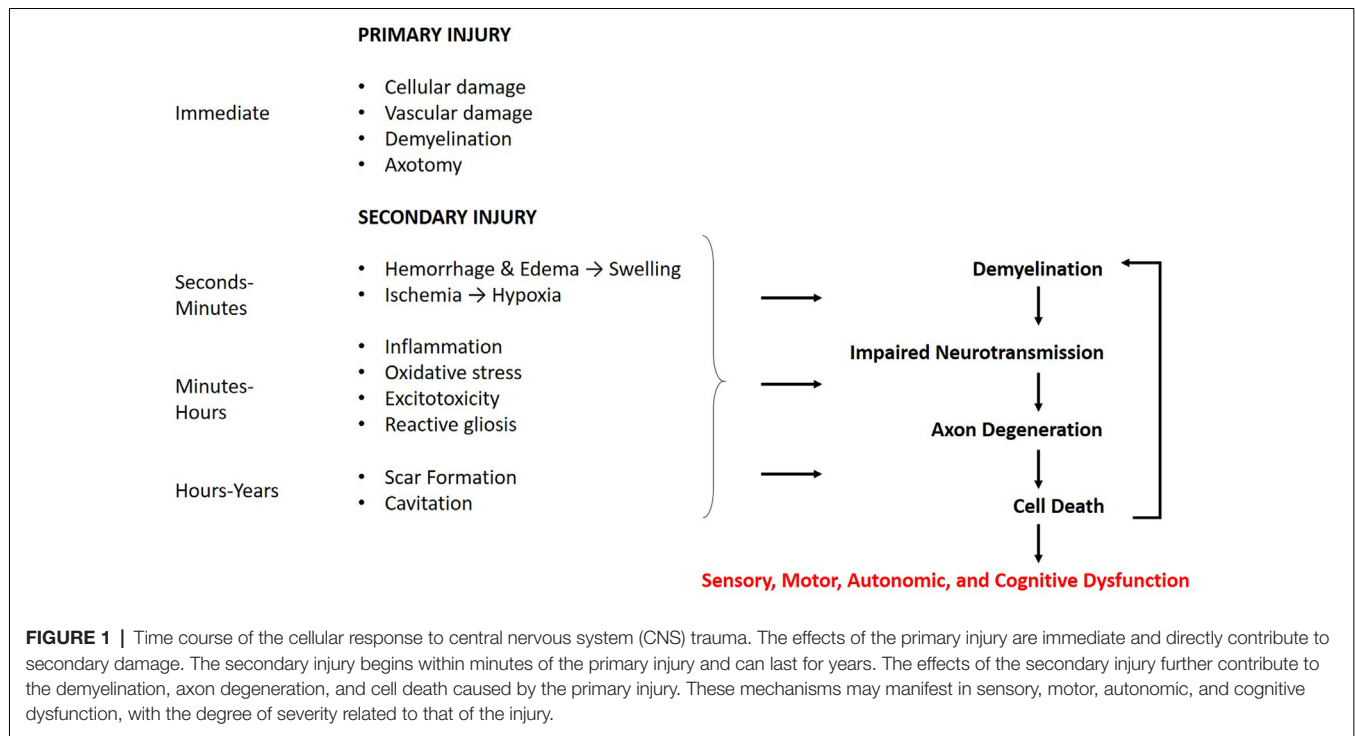 PRIMARY INJURY
Immediate
• Cellular damage
• Vascular damage
• Demyelination
• Axotomy
SECONDARY INJURY
Seconds-
Minutes
• Hemorrhage & Edema → Swelling
• Ischemia → Hypoxia
Minutes-
Hours
• Inflammation
• Oxidative stress
• Excitotoxicity
• Reactive gliosis
Hours-Years
• Scar Formation
• Cavitation
Demyelination
Impaired Neurotransmission
Axon Degeneration
Cell Death
Sensory, Motor, Autonomic, and Cognitive Dysfunction
FIGURE 1 | Time course of the cellular response to central nervous system (CNS) trauma. The effects of the primary injury are immediate and directly contribute to
secondary damage. The secondary injury begins within minutes of the primary injury and can last for years. The effects of the secondary injury further contribute to
the demyelination, axon degeneration, and cell death caused by the primary injury. These mechanisms may manifest in sensory, motor, autonomic, and cognitive
dysfunction, with the degree of severity related to that of the injury.